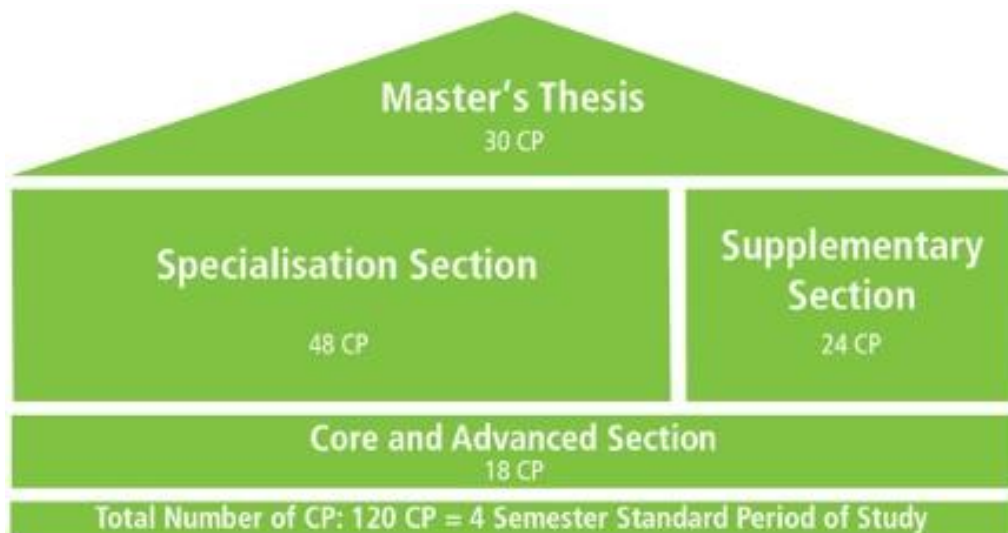 Master's Thesis
30 CP
Specialisation Section
48 CP
Supplementary
Section
24 CP
Core and Advanced Section
18 CP
Total Number of CP: 120 CP = 4 Semester Standard Period of Study